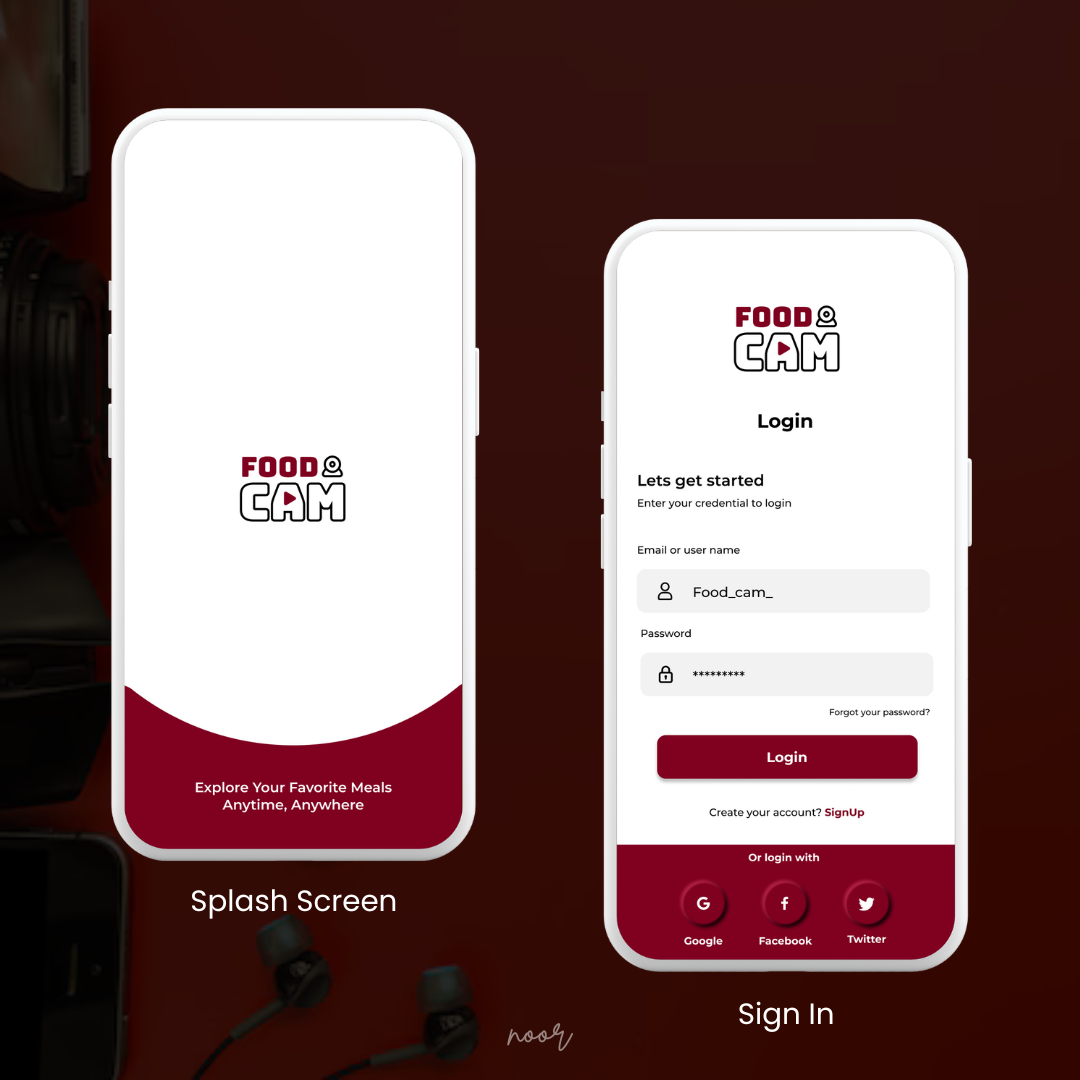 FOOD
CAM
Explore Your Favorite Meals
Anytime, Anywhere
Splash Screen
FOOD
CAM
Login
Lets get started
Enter your credential to login
Email or user name
Food_cam_
Password
*********
Forgot your password?
Login
Create your account? SignUp
Or login with
G f
Google Facebook Twitter
Sign In
noor